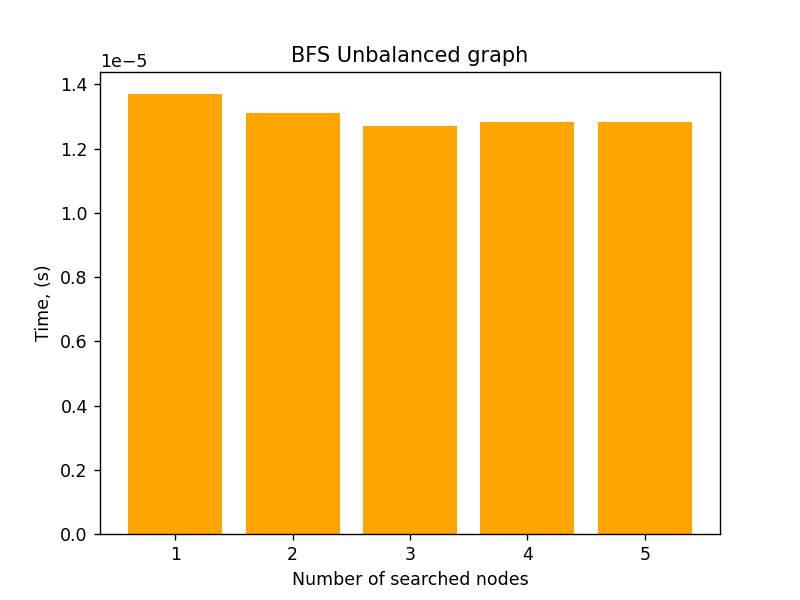 BFS Unbalanced graph
1e−5
1.4
1.2
1.0
0.8
0.6
0.4
0.2
0.0
Time, (s)
1 2 3 4 5
Number of searched nodes